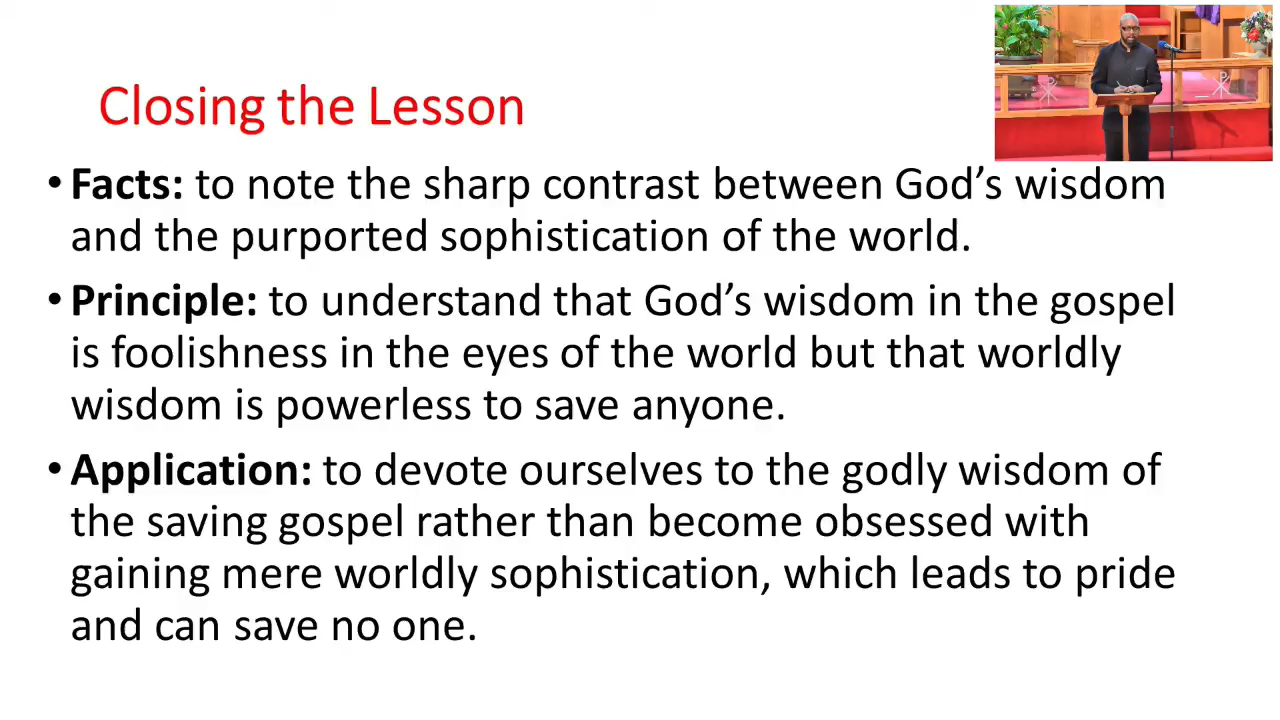 Closing the Lesson
• Facts: to note the sharp contrast between God’s wisdom
and the purported sophistication of the world.
• Principle: to understand that God’s wisdom in the gospel
is foolishness in the eyes of the world but that worldly
wisdom is powerless to save anyone.
• Application: to devote ourselves to the godly wisdom of
the saving gospel rather than become obsessed with
gaining mere worldly sophistication, which leads to pride
and can save no one.